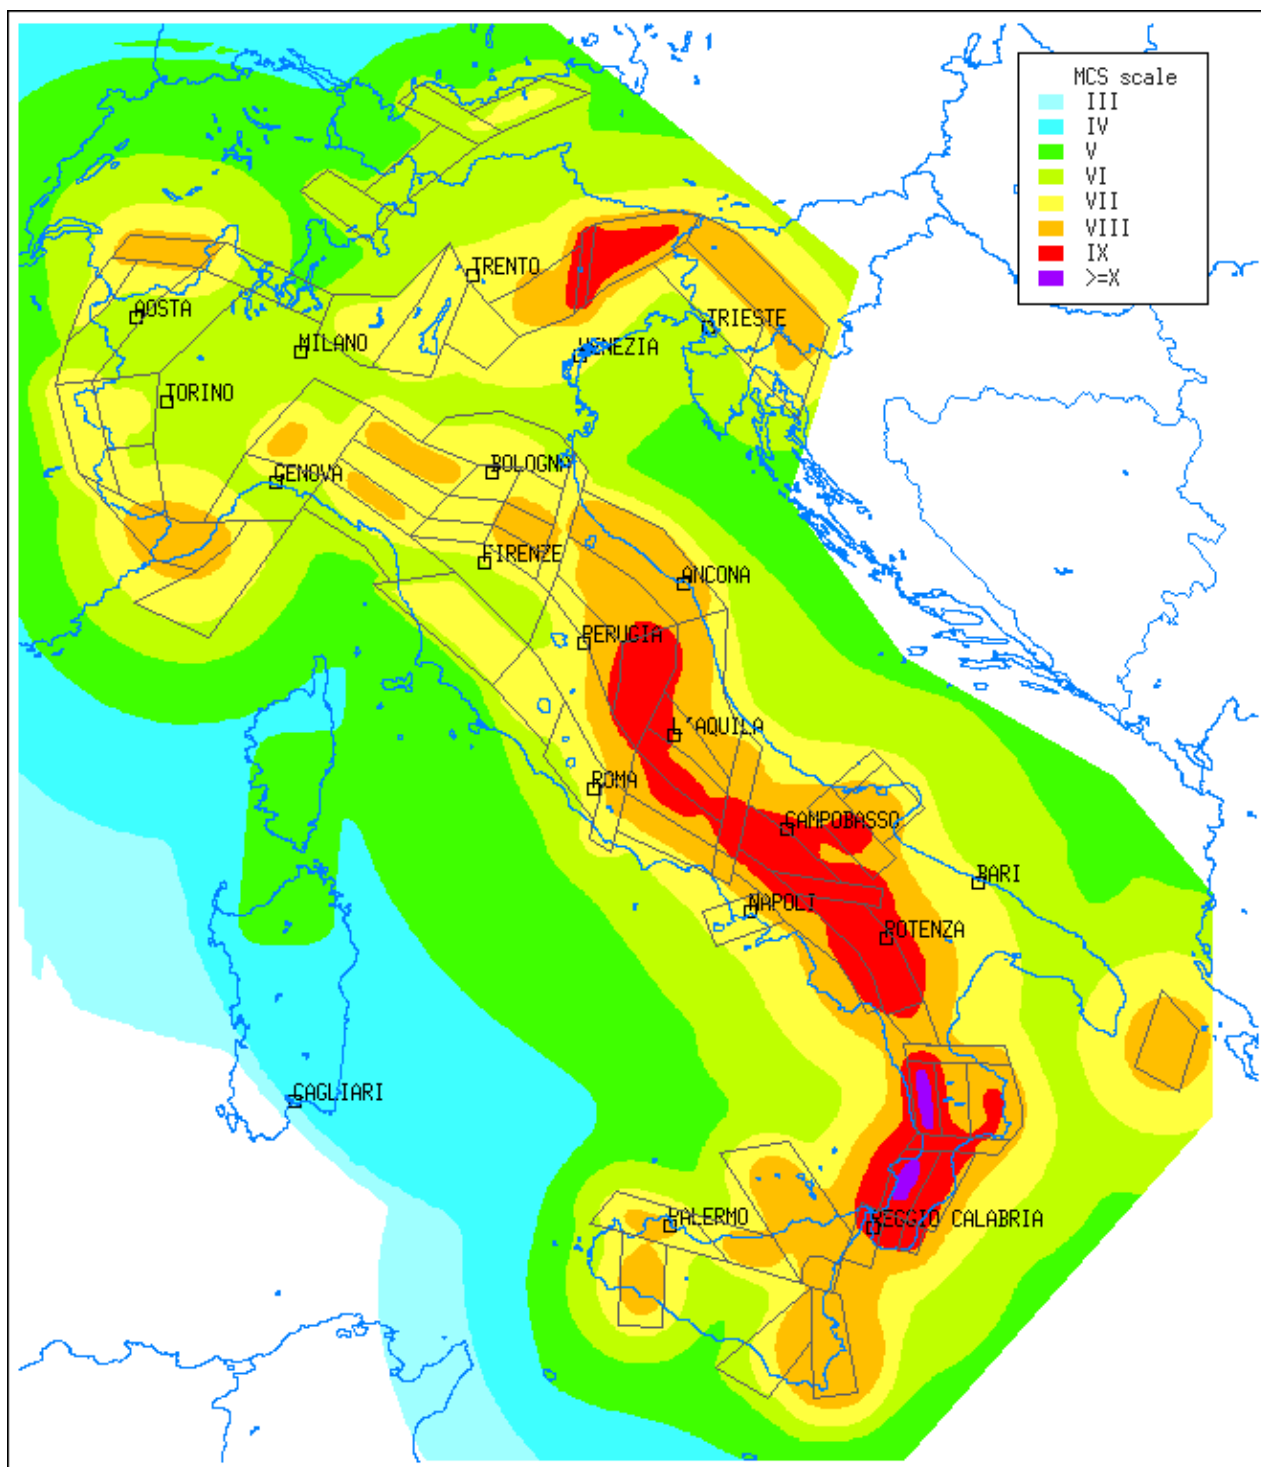 MCS scale
III
IV
V
VI
VII
VIII
IX
>=X
TRENTO
AOSTA
TRIESTE
MILANO
VENEZIA
TORINO
BOLOGNA
GENOVA
FIRENZE
ANCONA
PERUGIA
L'AQUILA
ROMA
CAMPOBASSO
BARI
NAPOLI
POTENZA
CAGLIARI
PALERMO
REGGIO CALABRIA